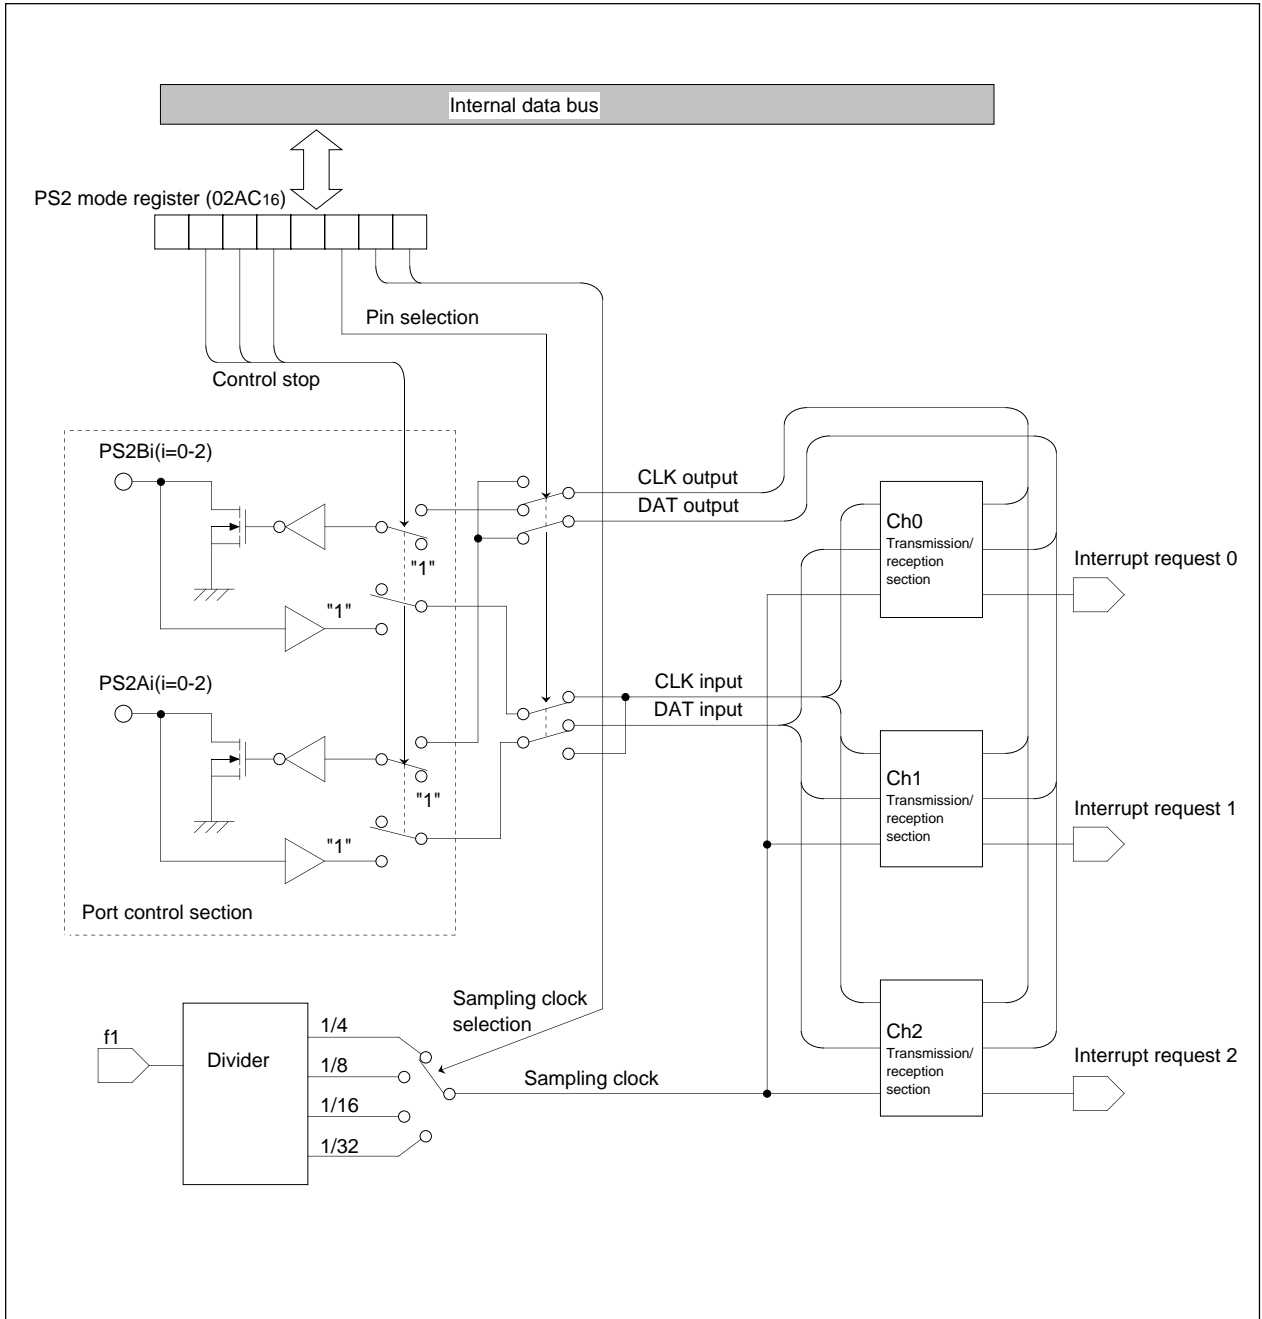 Internal data bus
PS2 mode register (02AC16)
Pin selection
Control stop
PS2Bi(i=0-2)
CLK output
DAT output
"1"
"1"
Ch0
Transmission/
reception
section
Interrupt request 0
PS2Ai(i=0-2)
CLK input
DAT input
"1"
"1"
Ch1
Transmission/
reception
section
Interrupt request 1
Port control section
Sampling clock
selection
f1
Divider
1/4
1/8
1/16
1/32
Sampling clock
Ch2
Transmission/
reception
section
Interrupt request 2